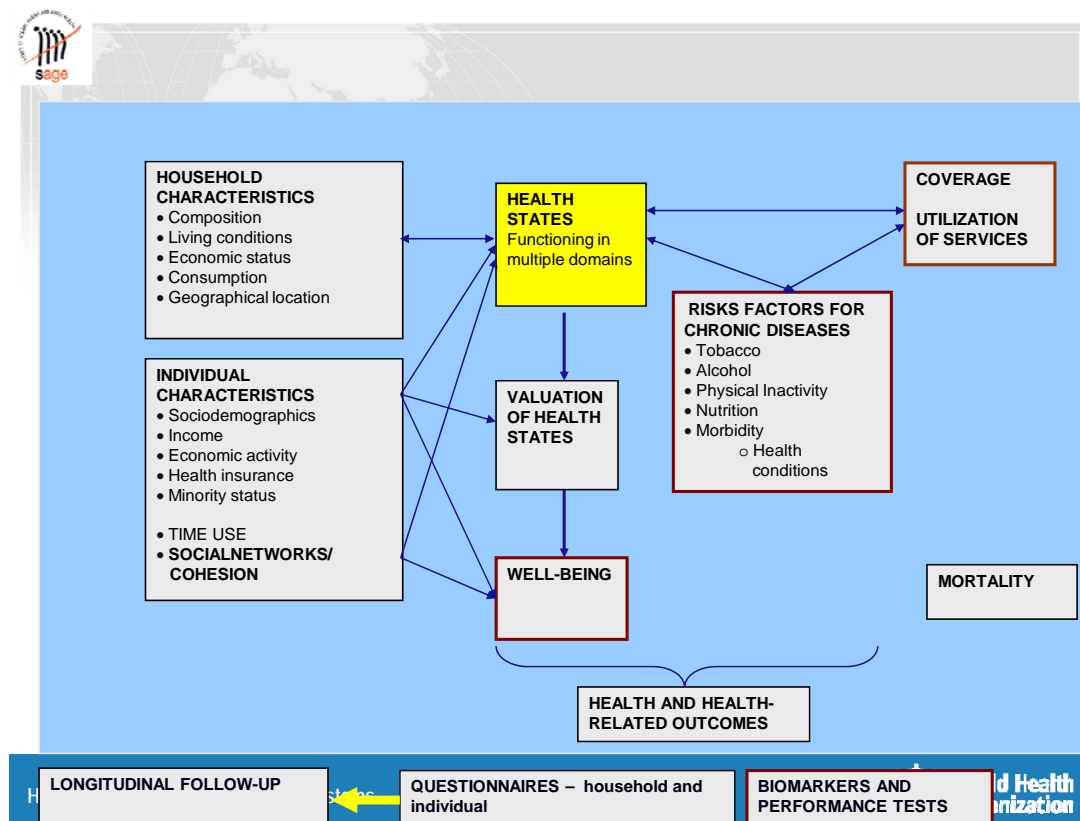 sage
HOUSEHOLD
CHARACTERISTICS
• Composition
• Living conditions
• Economic status
• Consumption
• Geographical location
INDIVIDUAL
CHARACTERISTICS
• Sociodemographics
• Income
• Economic activity
• Health insurance
• Minority status
• TIME USE
• SOCIALNETWORKS/
COHESION
HEALTH
STATES
Functioning in
multiple domains
VALUATION
OF HEALTH
STATES
WELL-BEING
COVERAGE
UTILIZATION
OF SERVICES
RISKS FACTORS FOR
CHRONIC DISEASES
• Tobacco
• Alcohol
• Physical Inactivity
• Nutrition
• Morbidity
o Health
conditions
MORTALITY
HEALTH AND HEALTH-
RELATED OUTCOMES
LONGITUDINAL FOLLOW-UP
QUESTIONNAIRES – household and
individual
BIOMARKERS AND
PERFORMANCE TESTS
Health